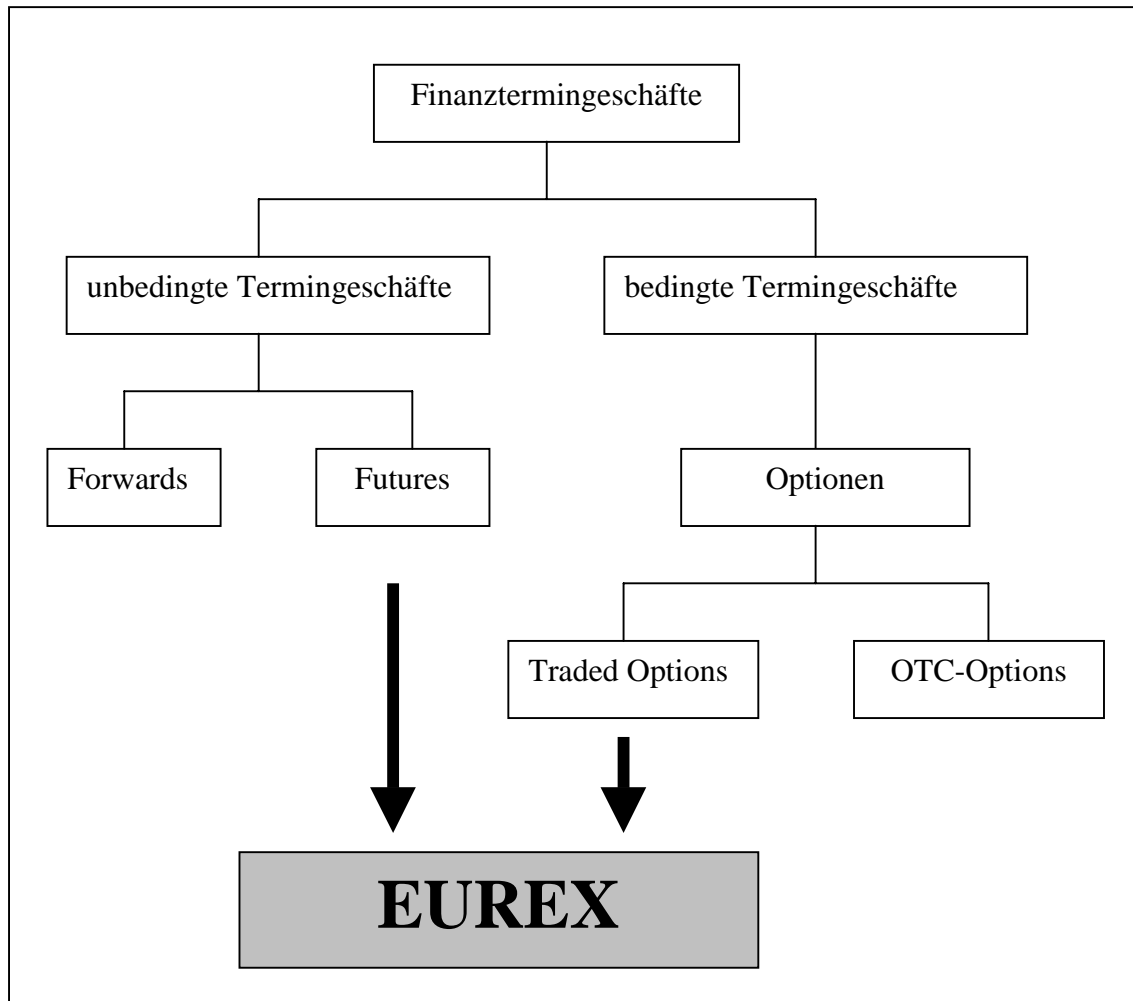 Finanztermingeschäfte
unbedingte Termingeschäfte
bedingte Termingeschäfte
Forwards
Futures
Optionen
Traded Options
OTC-Options
EUREX